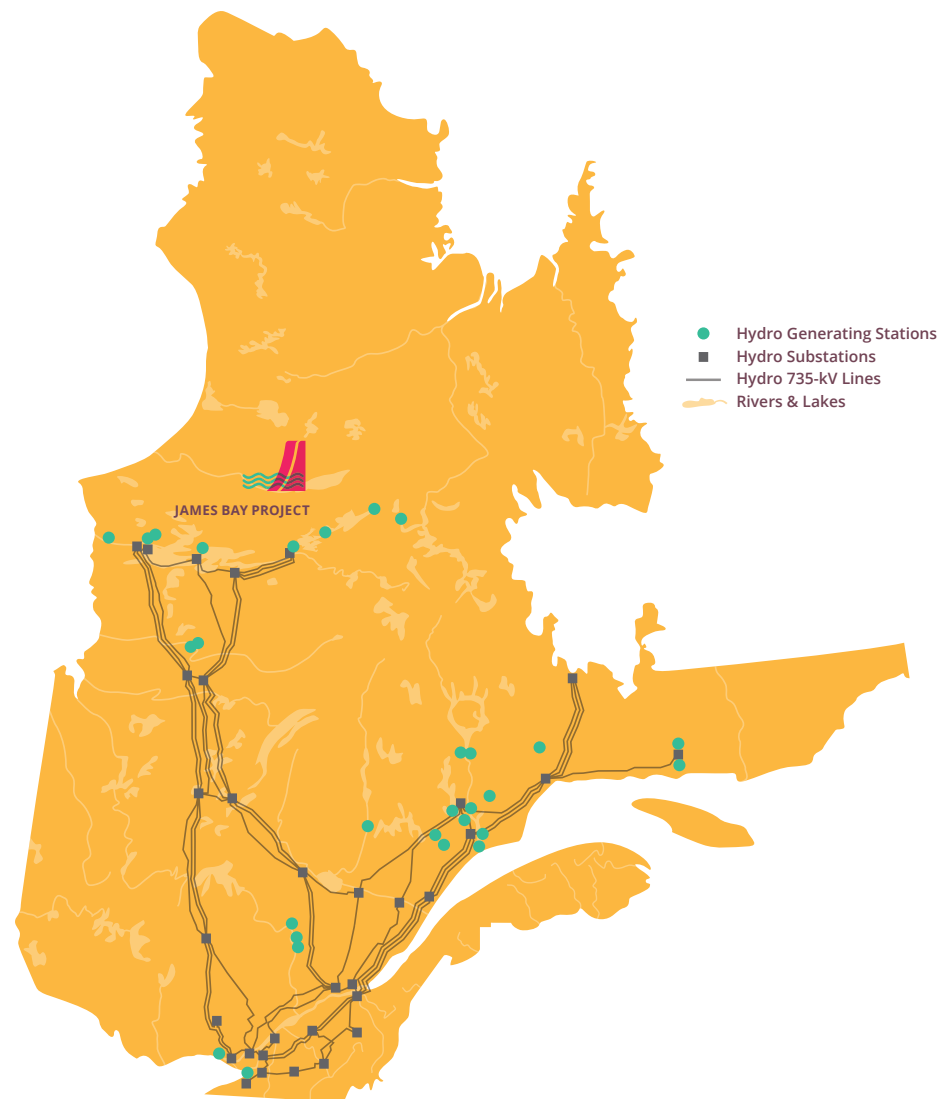 Hydro Generating Stations
Hydro Substations
Hydro 735-kV Lines
Rivers & Lakes
JAMES BAY PROJECT